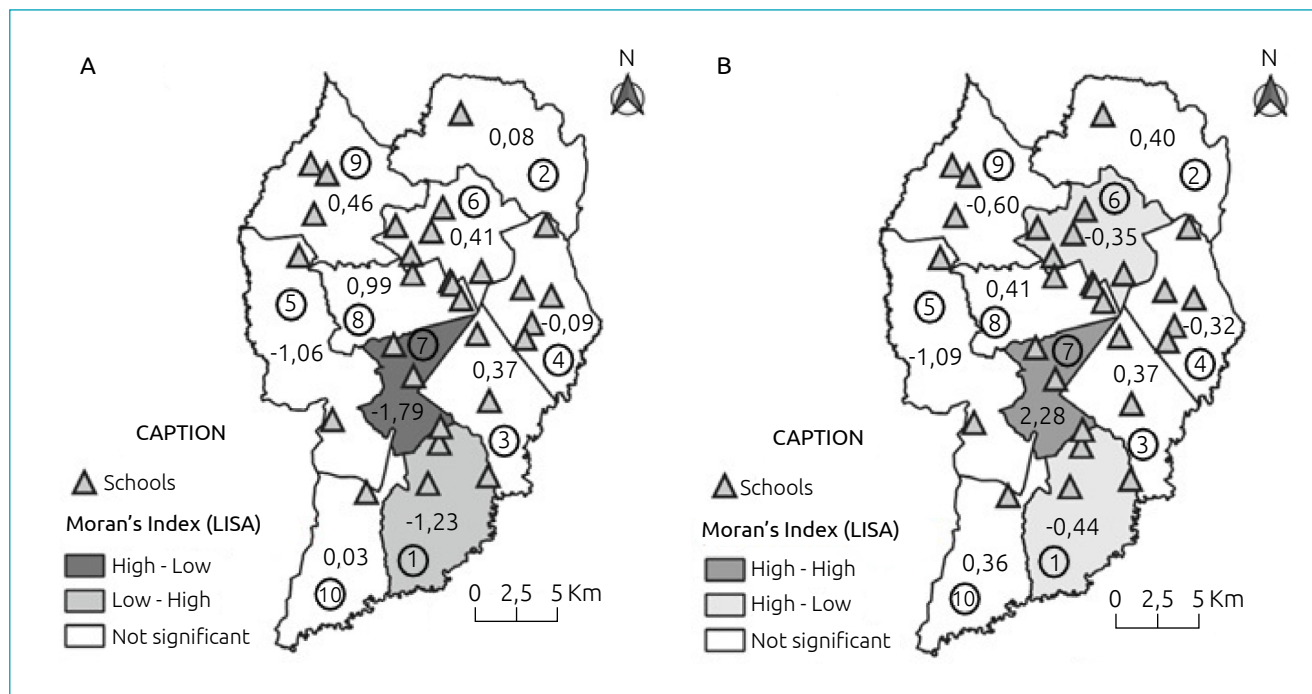 A
N
0,08
9
2
0,46
6
0,41
0,99
5
8
7
-0,09
-1,06
0,37
4
-1,79
3
-1,23
0,03
1
10
CAPTION
Schools
Moran's Index (LISA)
High - Low
Low - High
Not significant
0 2,5 5 Km
B
N
0,40
9
2
-0,60
6
-0,35
0,41
5
8
7
-0,32
-1,09
0,37
4
2,28
3
-0,44
0,36
1
10
CAPTION
Schools
Moran's Index (LISA)
High - High
High - Low
Not significant
0 2,5 5 Km